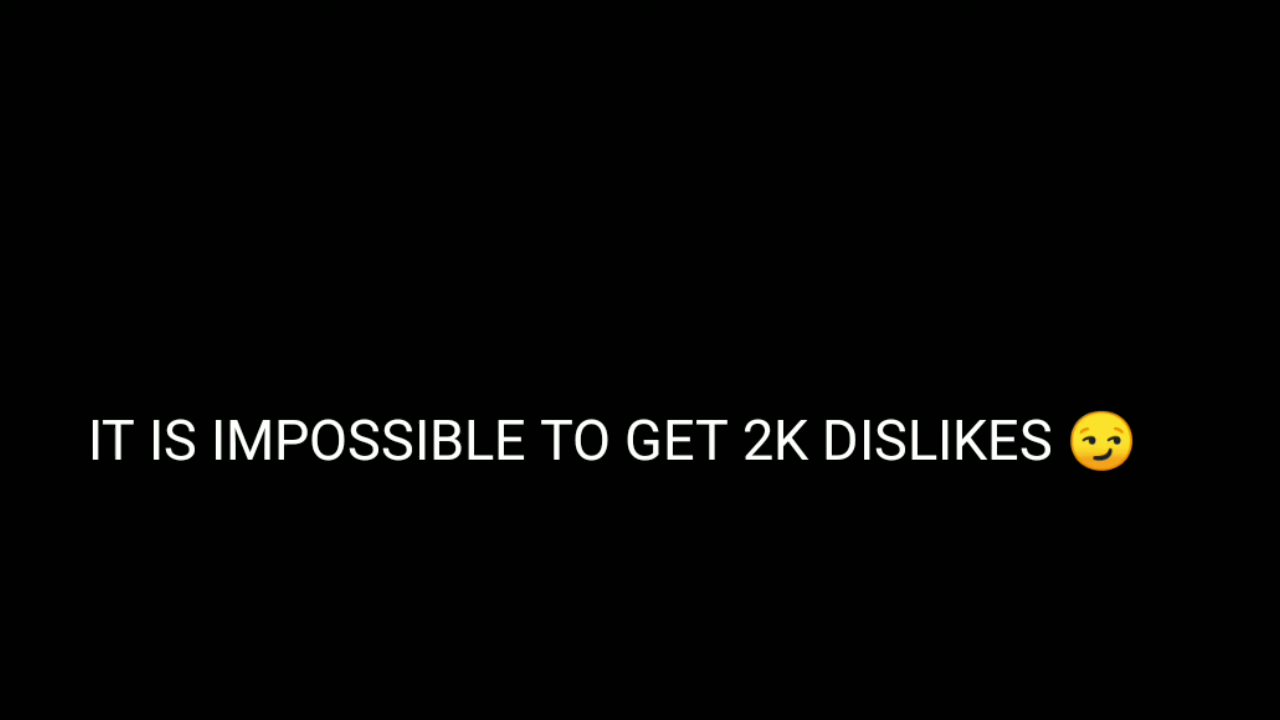 IT IS IMPOSSIBLE TO GET 2K DISLIKES 😏